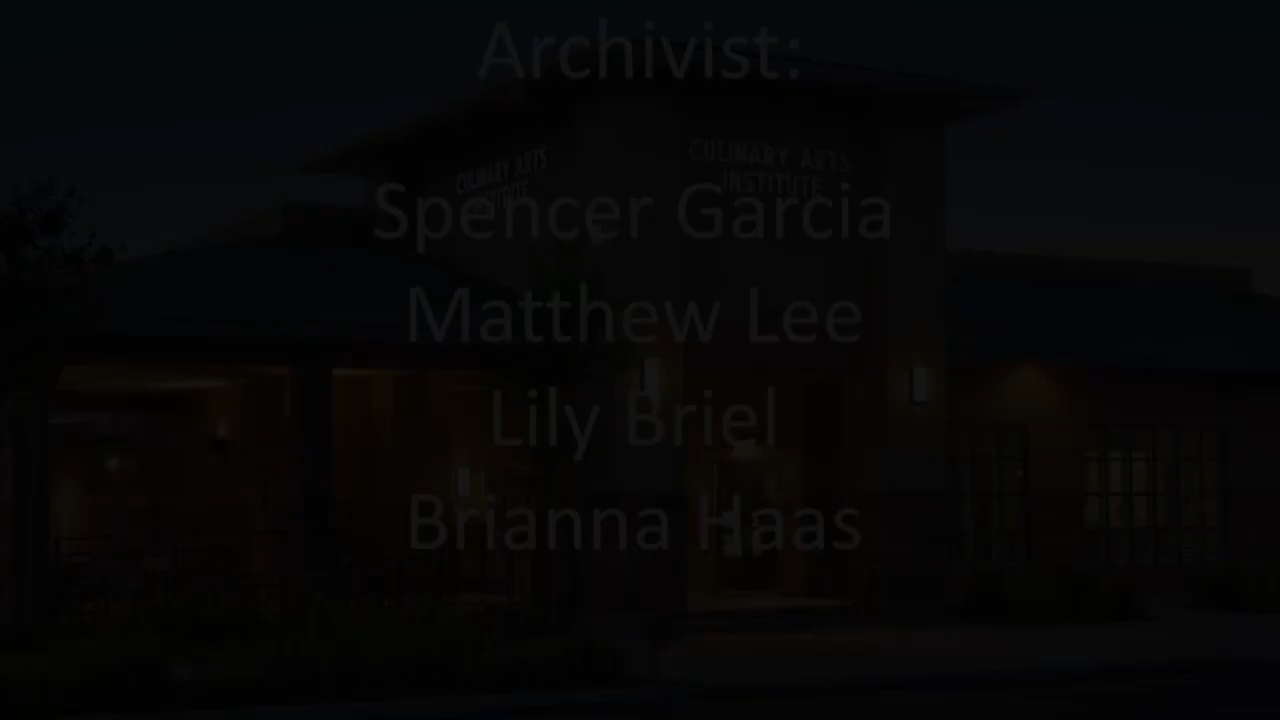 Archivist:
CULINARY ARTS
INSTITUTE
CULINARY ARTS
INSTITUTE
Spencer Garcia
Matthew Lee
Lily Briel
Brianna Haas